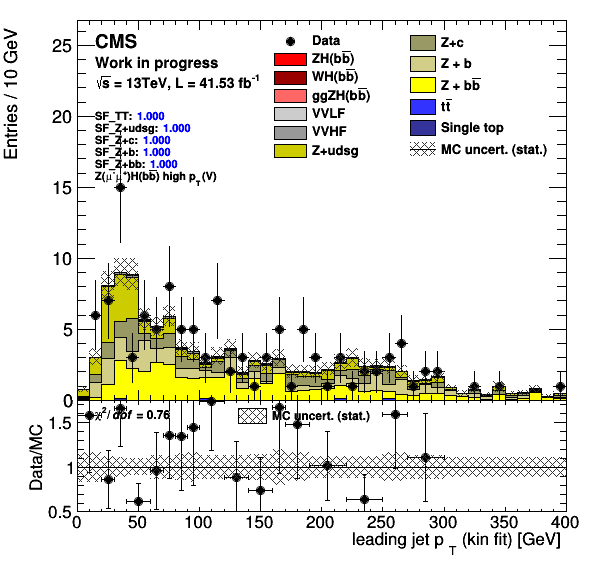 Entries / 10 GeV
25
20
15
10
5
0
CMS
Work in progress
√s = 13TeV, L = 41.53 fb⁻¹
SF_TT: 1.000
SF_Z+udsg: 1.000
SF_Z+c: 1.000
SF_Z+b: 1.000
SF_Z+bb: 1.000
Z(μ⁻μ⁺)H(bb̅) high p_T(V)
Data
ZH(bb̅)
WH(bb̅)
ggZH(bb̅)
VVLF
VVHF
Z+udsg
Z+c
Z + b
Z + bb̅
tt̅
Single top
MC uncert. (stat.)
Data/MC
1.5
1
0.5
χ²/ dof = 0.76
MC uncert. (stat.)
0 50 100 150 200 250 300 350 400
leading jet p_T (kin fit) [GeV]